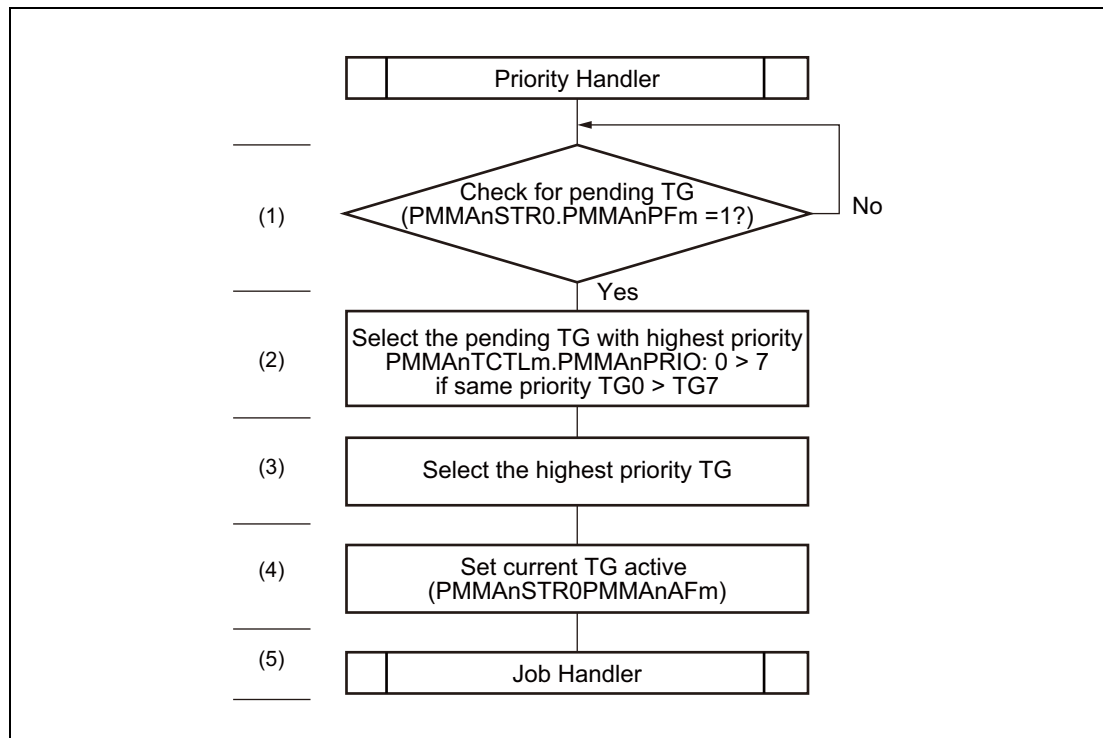 Priority Handler
(1)
Check for pending TG
(PMMAnSTR0.PMMAnPFm =1?)
No
Yes
(2)
Select the pending TG with highest priority
PMMAnTCTLm.PMMAnPRIO: 0 > 7
if same priority TG0 > TG7
(3)
Select the highest priority TG
(4)
Set current TG active
(PMMAnSTR0PMMAnAFm)
(5)
Job Handler